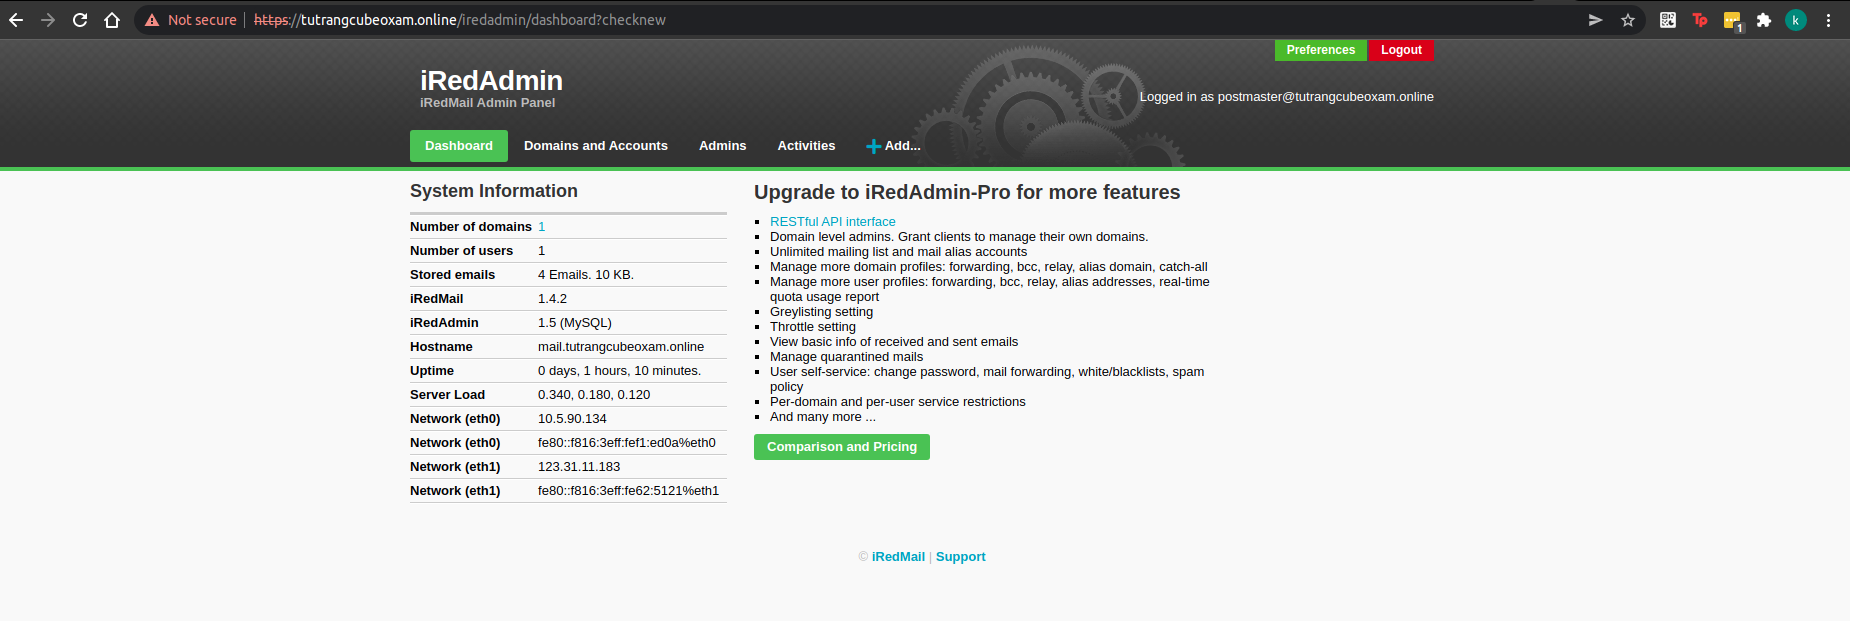 Not secure | https://tutrangcubeoxam.online/iredadmin/dashboard?checknew
1
k
Preferences Logout
iRedAdmin
iRedMail Admin Panel
Logged in as postmaster@tutrangcubeoxam.online
Dashboard Domains and Accounts Admins Activities Add...
System Information
Number of domains 1
Number of users 1
Stored emails 4 Emails. 10 KB.
iRedMail 1.4.2
iRedAdmin 1.5 (MySQL)
Hostname mail.tutrangcubeoxam.online
Uptime 0 days, 1 hours, 10 minutes.
Server Load 0.340, 0.180, 0.120
Network (eth0) 10.5.90.134
Network (eth0) fe80::f816:3eff:fef1:ed0a%eth0
Network (eth1) 123.31.11.183
Network (eth1) fe80::f816:3eff:fe62:5121%eth1
Upgrade to iRedAdmin-Pro for more features
RESTful API interface
Domain level admins. Grant clients to manage their own domains.
Unlimited mailing list and mail alias accounts
Manage more domain profiles: forwarding, bcc, relay, alias domain, catch-all
Manage more user profiles: forwarding, bcc, relay, alias addresses, real-time
quota usage report
Greylisting setting
Throttle setting
View basic info of received and sent emails
Manage quarantined mails
User self-service: change password, mail forwarding, white/blacklists, spam
policy
Per-domain and per-user service restrictions
And many more ...
Comparison and Pricing
© iRedMail | Support